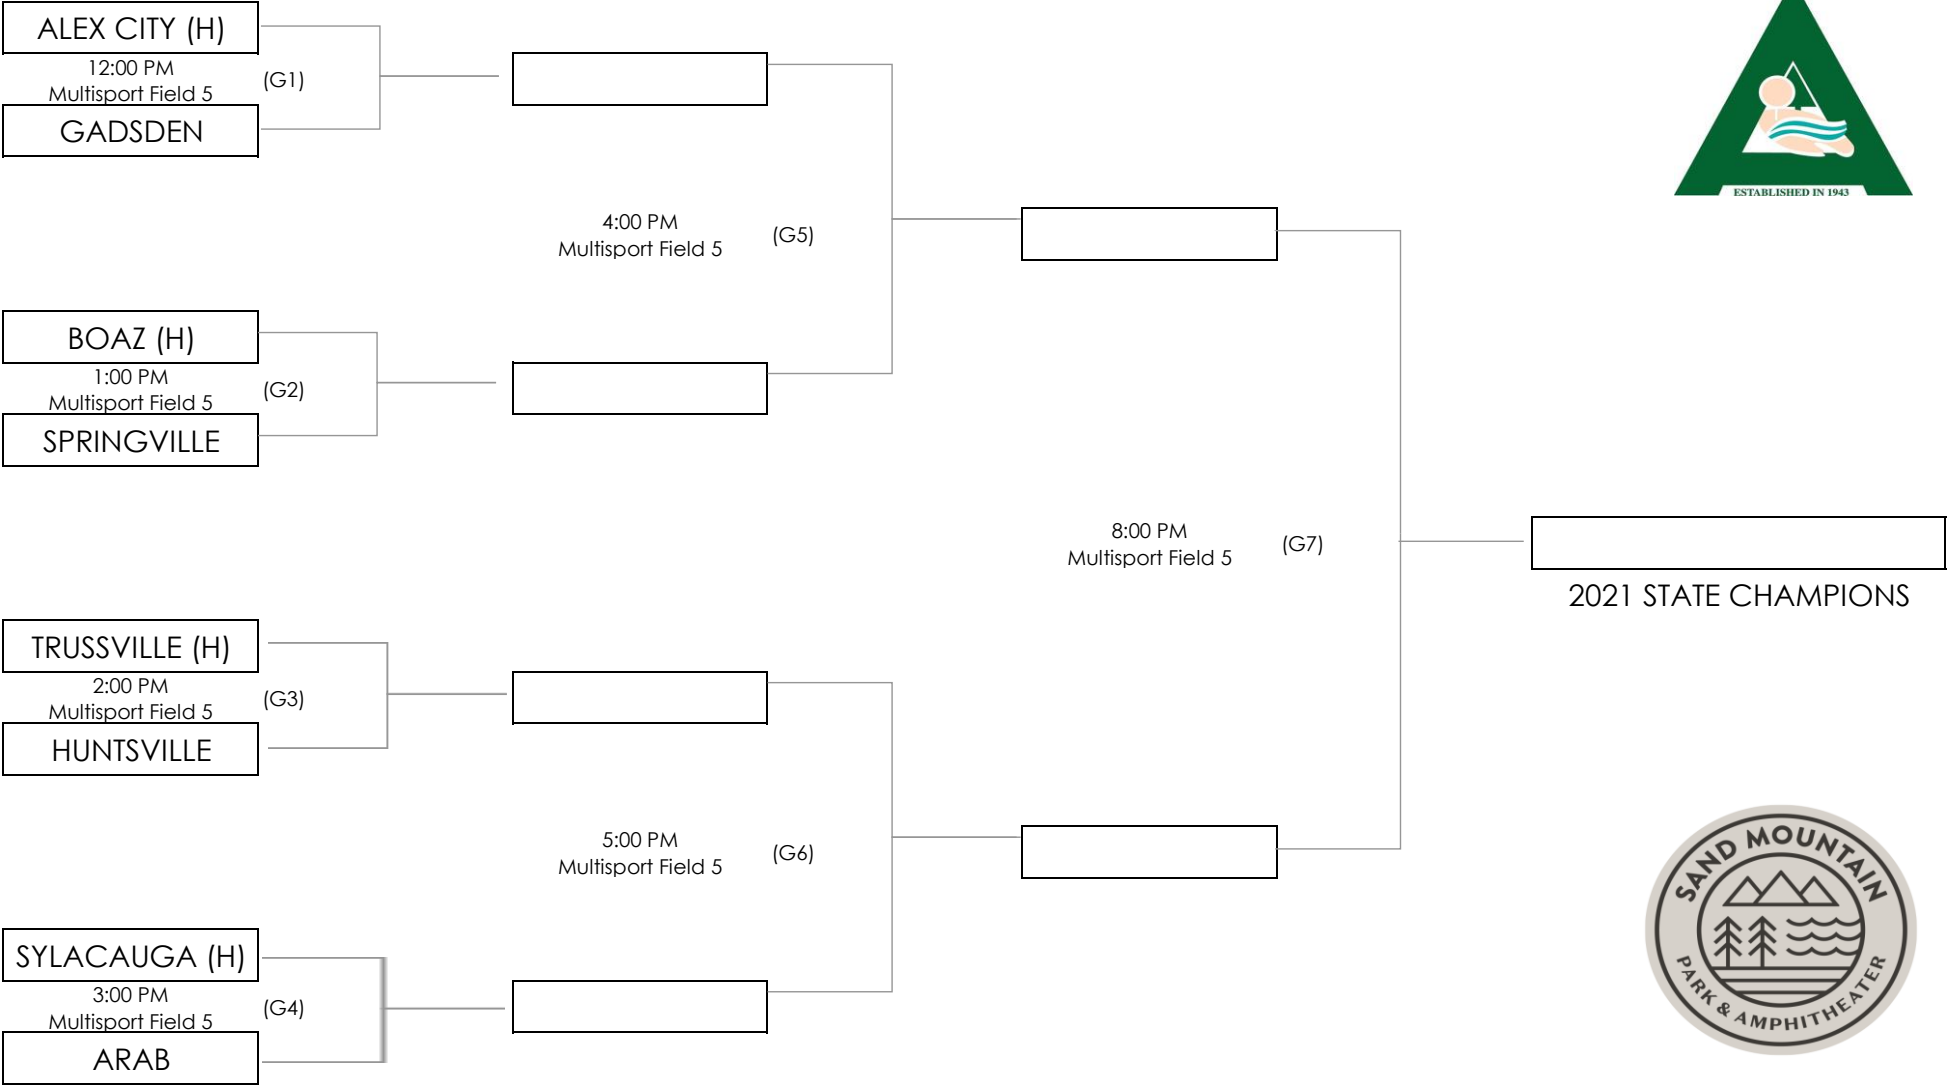 ALEX CITY (H)
12:00 PM
Multisport Field 5
(G1)
GADSDEN
4:00 PM
Multisport Field 5
(G5)
BOAZ (H)
1:00 PM
Multisport Field 5
(G2)
SPRINGVILLE
8:00 PM
Multisport Field 5
(G7)
2021 STATE CHAMPIONS
TRUSSVILLE (H)
2:00 PM
Multisport Field 5
(G3)
HUNTSVILLE
5:00 PM
Multisport Field 5
(G6)
SYLACAUGA (H)
3:00 PM
Multisport Field 5
(G4)
ARAB
ESTABLISHED IN 1943
SAND MOUNTAIN
PARK & AMPHITHEATER